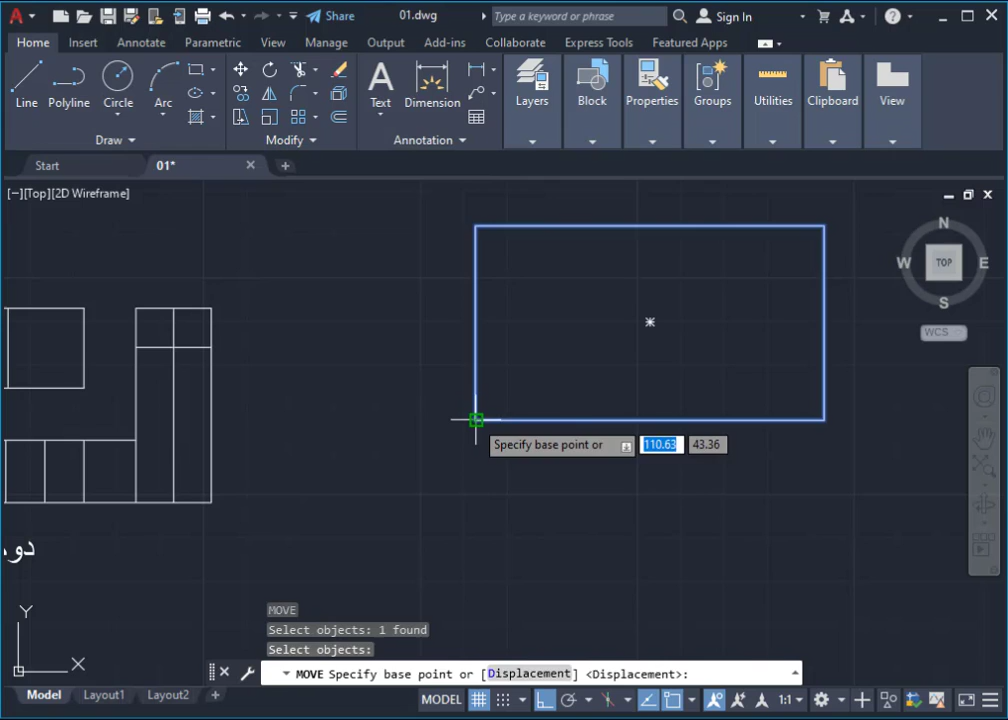 Share
01.dwg
Type a keyword or phrase
Sign In
Home Insert Annotate Parametric View Manage Output Add-ins Collaborate Express Tools Featured Apps
Line Polyline Circle Arc Text Dimension Layers Block Properties Groups Utilities Clipboard View
Draw Modify Annotation
Start 01*
[–][Top][2D Wireframe]
N
W TOP E
S
WCS
Specify base point or 110.63 43.36
Y
X
MOVE
Select objects: 1 found
Select objects:
MOVE Specify base point or [Displacement] <Displacement>:
Model Layout1 Layout2
MODEL 1:1